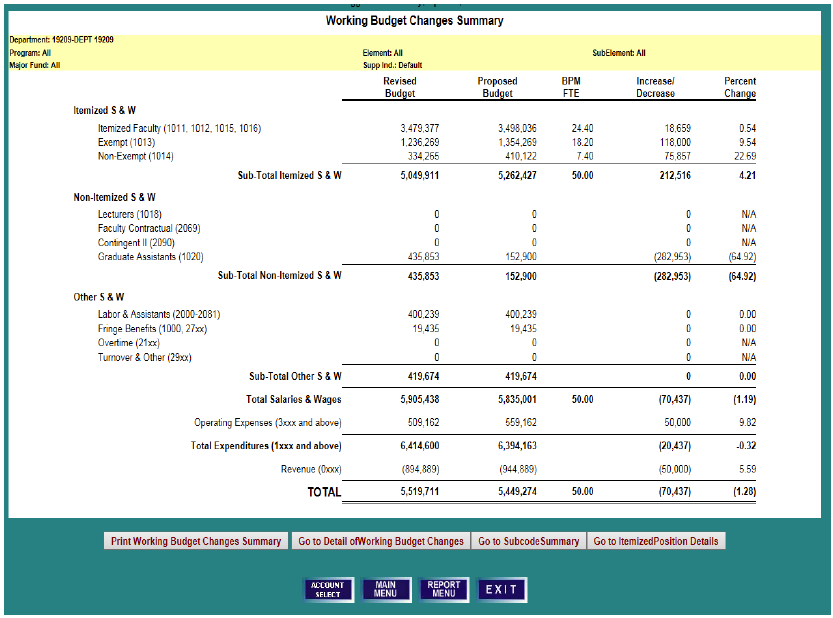 Working Budget Changes Summary
Department: 19209-DEPT 19209
Program: All Element: All SubElement: All
Major Fund: All Supp Ind.: Default
Revised Proposed BPM Increase/ Percent
Budget Budget FTE Decrease Change
Itemized S & W
Itemized Faculty (1011, 1012, 1015, 1016) 3,479,377 3,498,036 24.40 18,659 0.54
Exempt (1013) 1,236,269 1,354,269 18.20 118,000 9.54
Non-Exempt (1014) 334,265 410,122 7.40 75,857 22.69
Sub-Total Itemized S & W 5,049,911 5,262,427 50.00 212,516 4.21
Non-Itemized S & W
Lecturers (1018) 0 0 0 N/A
Faculty Contractual (2069) 0 0 0 N/A
Contingent II (2090) 0 0 0 N/A
Graduate Assistants (1020) 435,853 152,900 (282,953) (64.92)
Sub-Total Non-Itemized S & W 435,853 152,900 (282,953) (64.92)
Other S & W
Labor & Assistants (2000-2081) 400,239 400,239 0 0.00
Fringe Benefits (1000, 27xx) 19,435 19,435 0 0.00
Overtime (21xx) 0 0 0 N/A
Turnover & Other (29xx) 0 0 0 N/A
Sub-Total Other S & W 419,674 419,674 0 0.00
Total Salaries & Wages 5,905,438 5,835,001 50.00 (70,437) (1.19)
Operating Expenses (3xxx and above) 509,162 559,162 50,000 9.82
Total Expenditures (1xxx and above) 6,414,600 6,394,163 (20,437) -0.32
Revenue (0xxx) (894,889) (944,889) (50,000) 5.59
TOTAL 5,519,711 5,449,274 50.00 (70,437) (1.28)
Print Working Budget Changes Summary Go to Detail ofWorking Budget Changes Go to SubcodeSummary Go to ItemizedPosition Details
ACCOUNT SELECT MAIN MENU REPORT MENU EXIT